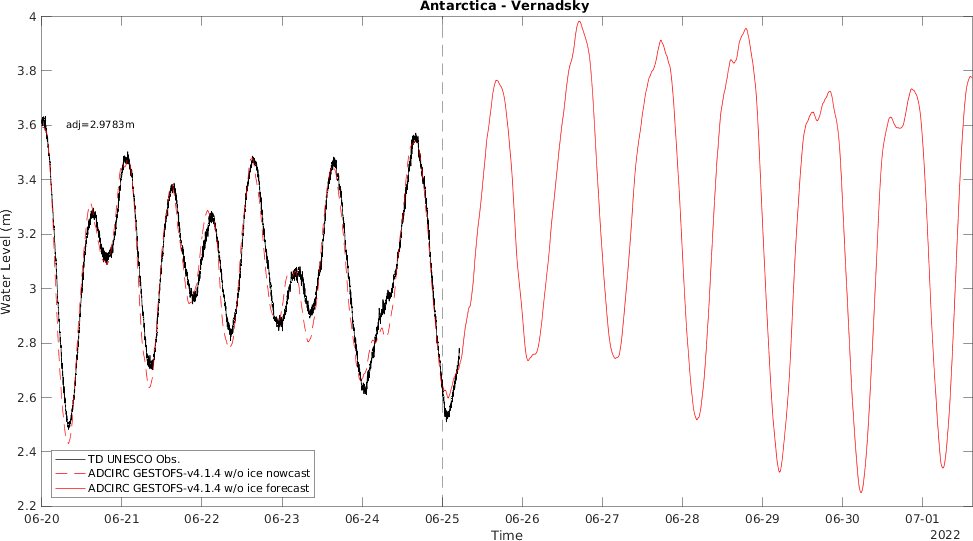 Antarctica - Vernadsky
4
3.8
3.6
3.4
3.2
3
2.8
2.6
2.4
2.2
Water Level (m)
adj=2.9783m
TD UNESCO Obs.
ADCIRC GESTOFS-v4.1.4 w/o ice nowcast
ADCIRC GESTOFS-v4.1.4 w/o ice forecast
06-20 06-21 06-22 06-23 06-24 06-25 06-26 06-27 06-28 06-29 06-30 07-01
Time
2022